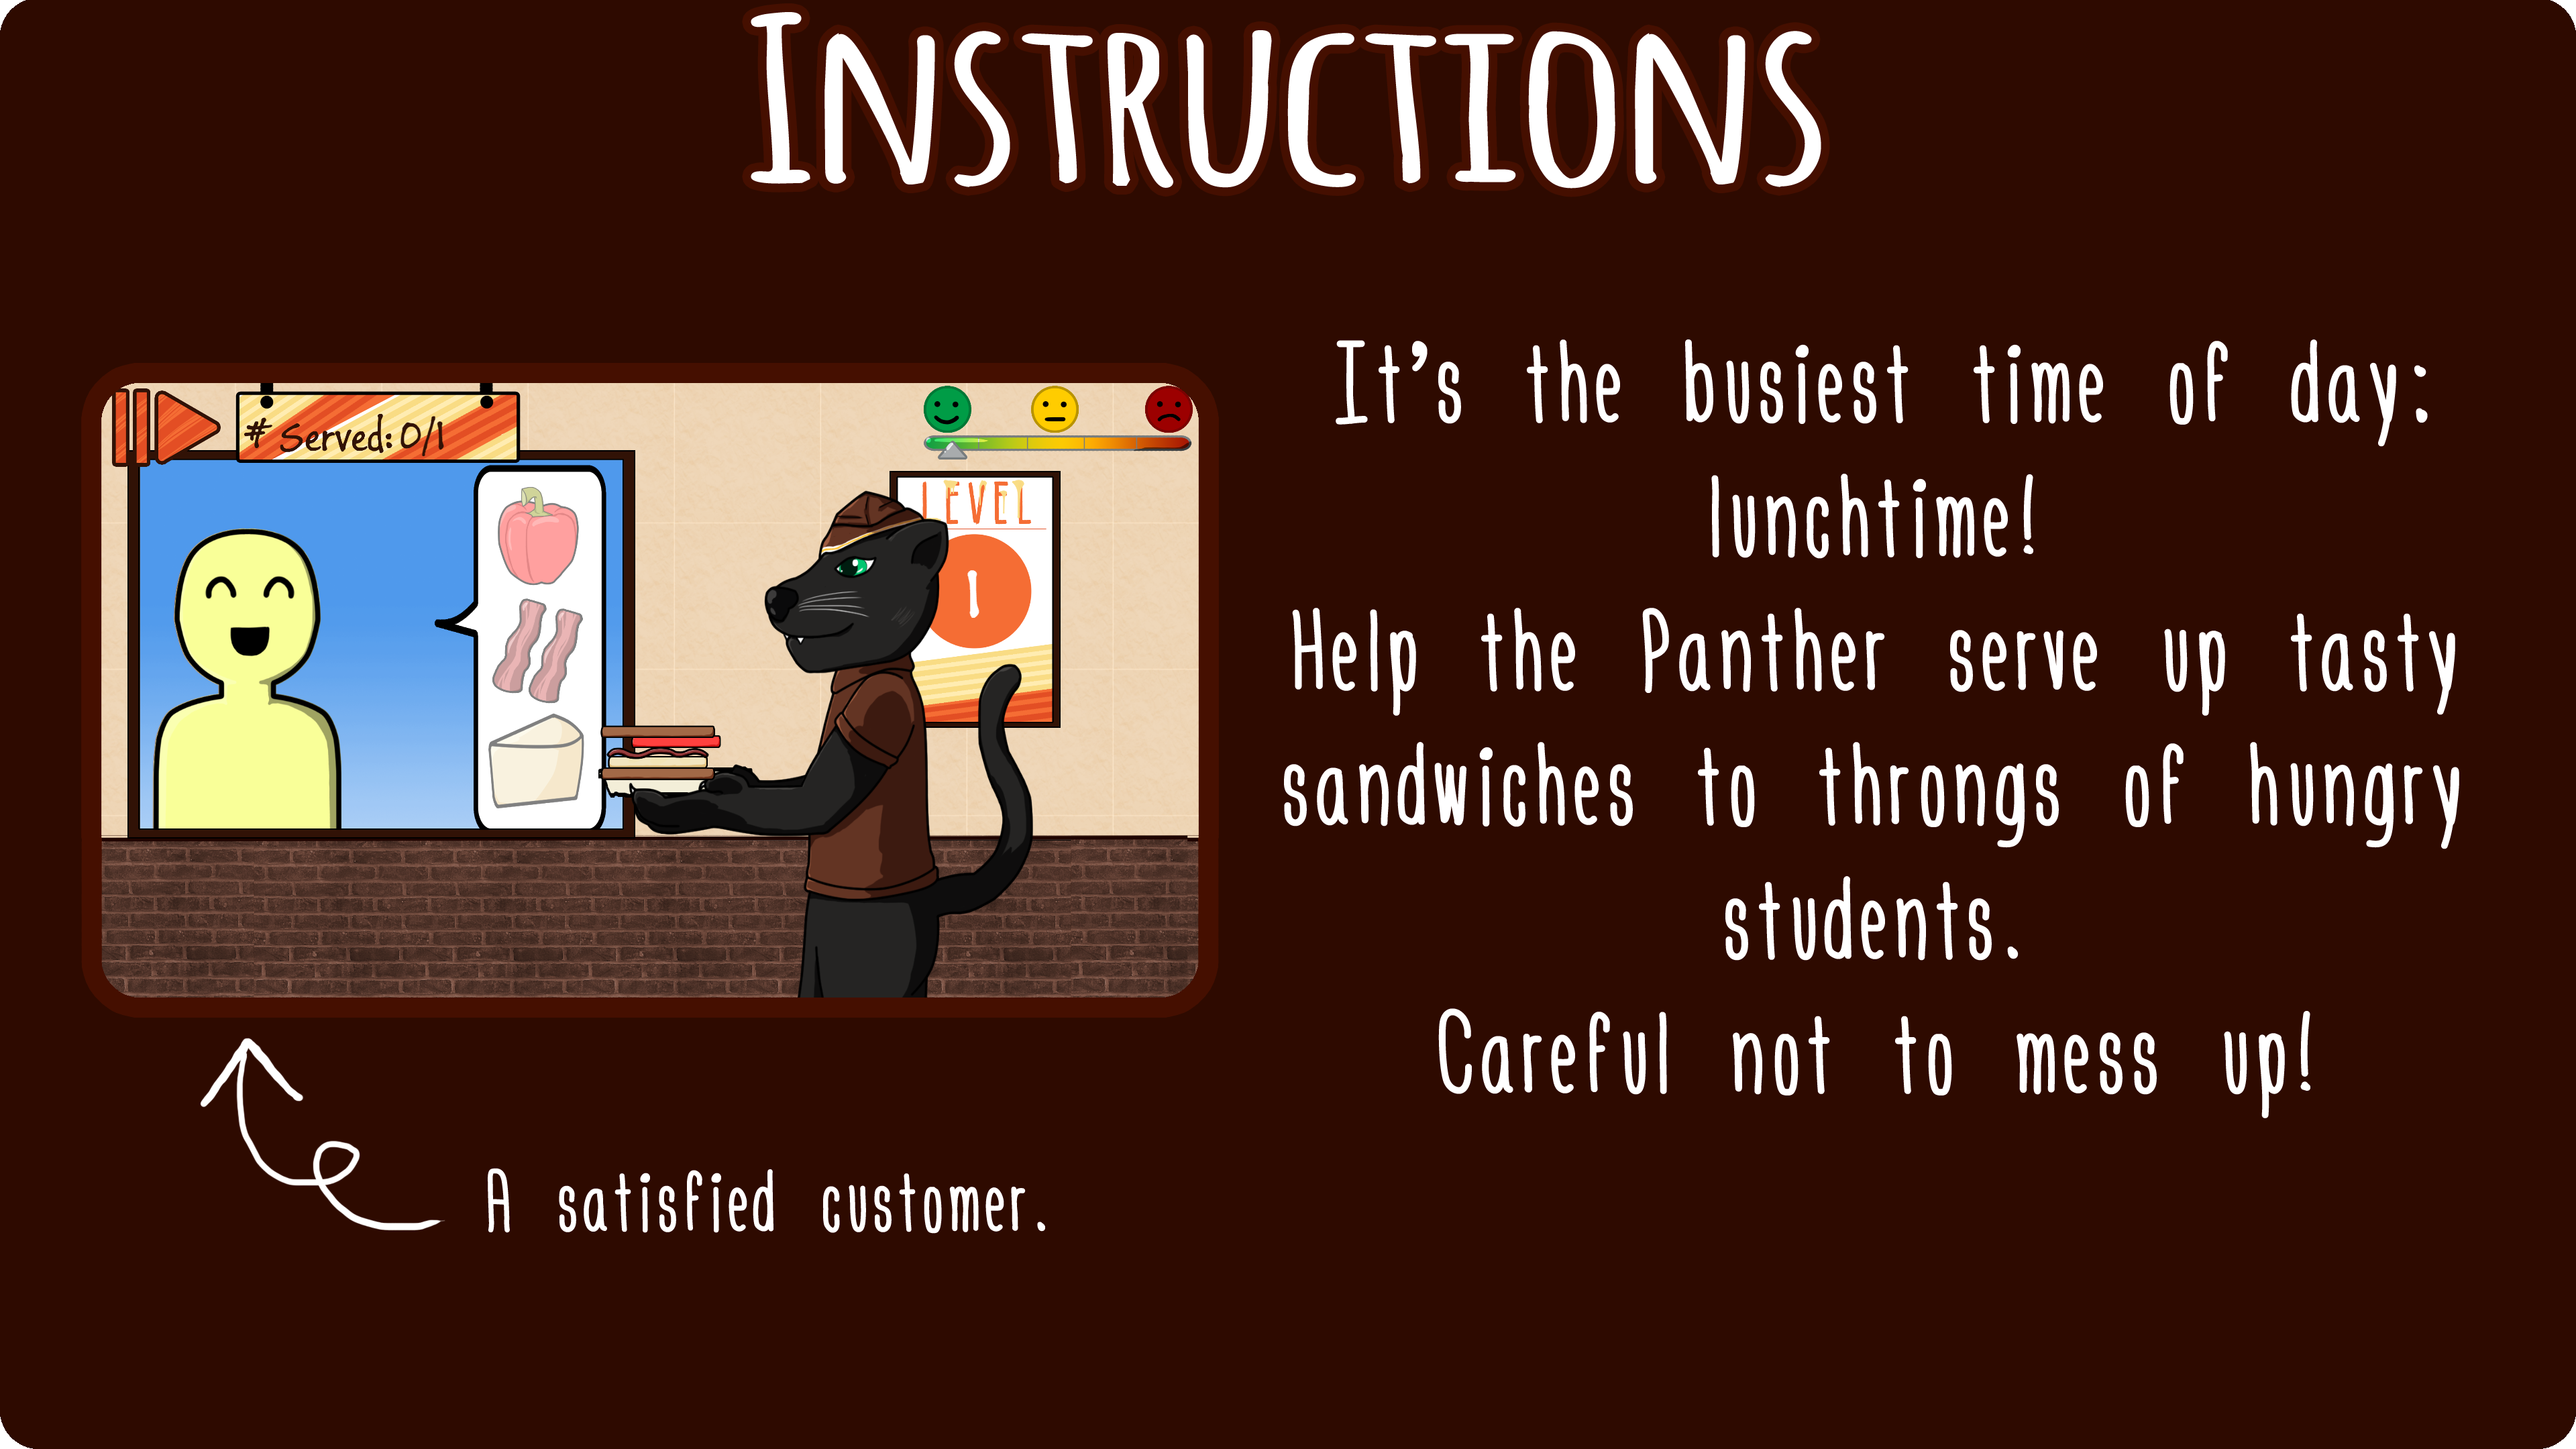 INSTRUCTIONS
# Served: 0/1
LEVEL
1
It's the busiest time of day:
lunchtime!
Help the Panther serve up tasty
sandwiches to throngs of hungry
students.
Careful not to mess up!
A satisfied customer.